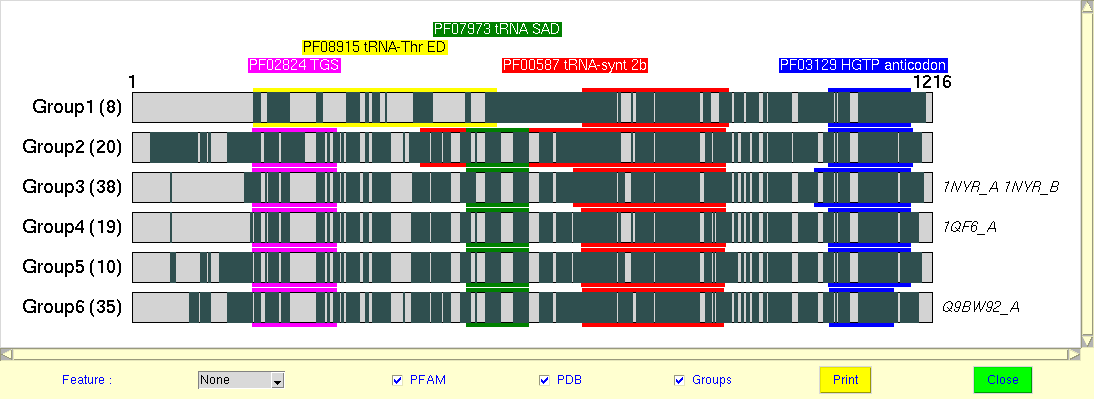 PF07973 tRNA SAD
PF08915 tRNA-Thr ED
PF02824 TGS PF00587 tRNA-synt 2b PF03129 HGTP anticodon
1 1216
Group1 (8)
Group2 (20)
Group3 (38) 1NYR_A 1NYR_B
Group4 (19) 1QF6_A
Group5 (10)
Group6 (35) Q9BW92_A
Feature : None PFAM PDB Groups Print Close